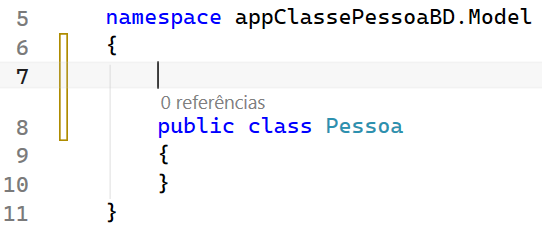 5 namespace appClassePessoaBD.Model
6 {
7
0 referências
8 public class Pessoa
9 {
10 }
11 }